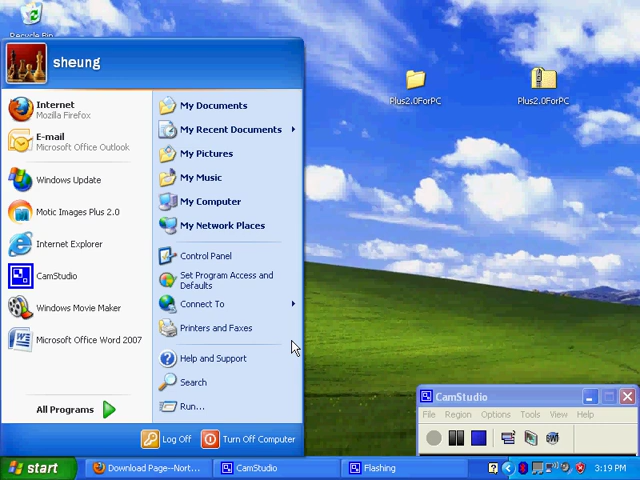 Recycle Bin
sheung
Internet
Mozilla Firefox
E-mail
Microsoft Office Outlook
Windows Update
Motic Images Plus 2.0
Internet Explorer
CamStudio
Windows Movie Maker
Microsoft Office Word 2007
All Programs
My Documents
My Recent Documents
My Pictures
My Music
My Computer
My Network Places
Control Panel
Set Program Access and
Defaults
Connect To
Printers and Faxes
Help and Support
Search
Run...
Log Off
Turn Off Computer
Plus2.0ForPC
Plus2.0ForPC
CamStudio
File Region Options Tools View Help
start
Download Page--Nort...
CamStudio
Flashing
3:19 PM